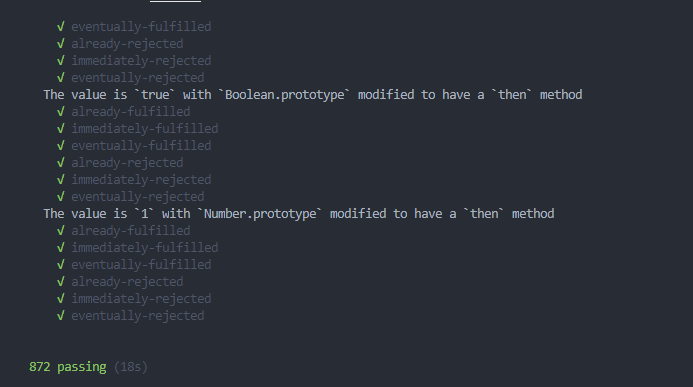 √ eventually-fulfilled
√ already-rejected
√ immediately-rejected
√ eventually-rejected
The value is `true` with `Boolean.prototype` modified to have a `then` method
√ already-fulfilled
√ immediately-fulfilled
√ eventually-fulfilled
√ already-rejected
√ immediately-rejected
√ eventually-rejected
The value is `1` with `Number.prototype` modified to have a `then` method
√ already-fulfilled
√ immediately-fulfilled
√ eventually-fulfilled
√ already-rejected
√ immediately-rejected
√ eventually-rejected
872 passing (18s)